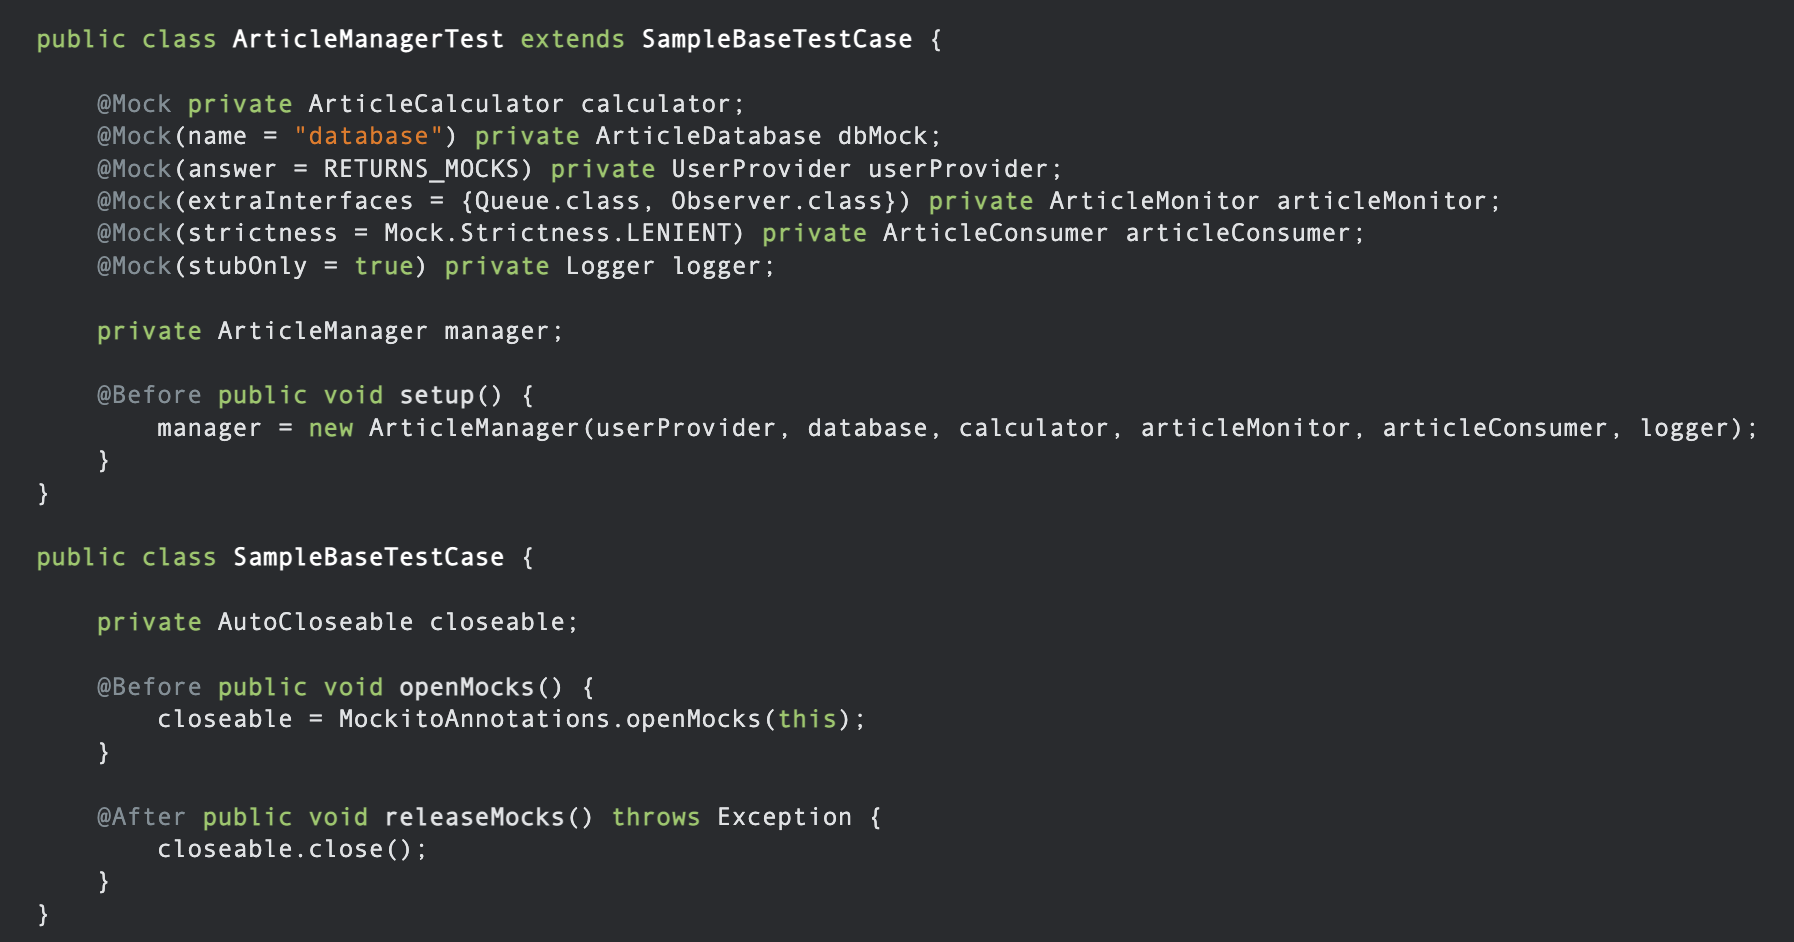 public class ArticleManagerTest extends SampleBaseTestCase {
@Mock private ArticleCalculator calculator;
@Mock(name = "database") private ArticleDatabase dbMock;
@Mock(answer = RETURNS_MOCKS) private UserProvider userProvider;
@Mock(extraInterfaces = {Queue.class, Observer.class}) private ArticleMonitor articleMonitor;
@Mock(strictness = Mock.Strictness.LENIENT) private ArticleConsumer articleConsumer;
@Mock(stubOnly = true) private Logger logger;
private ArticleManager manager;
@Before public void setup() {
manager = new ArticleManager(userProvider, database, calculator, articleMonitor, articleConsumer, logger);
}
}
public class SampleBaseTestCase {
private AutoCloseable closeable;
@Before public void openMocks() {
closeable = MockitoAnnotations.openMocks(this);
}
@After public void releaseMocks() throws Exception {
closeable.close();
}
}